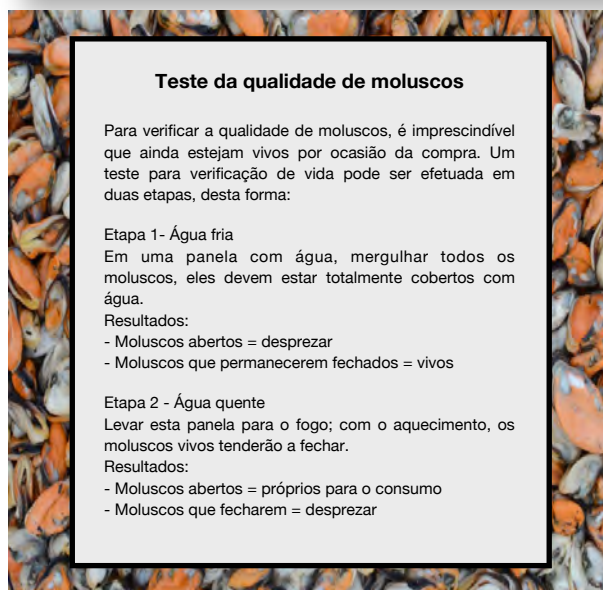 Teste da qualidade de moluscos
Para verificar a qualidade de moluscos, é imprescindível
que ainda estejam vivos por ocasião da compra. Um
teste para verificação de vida pode ser efetuada em
duas etapas, desta forma:
Etapa 1- Água fria
Em uma panela com água, mergulhar todos os
moluscos, eles devem estar totalmente cobertos com
água.
Resultados:
- Moluscos abertos = desprezar
- Moluscos que permanecerem fechados = vivos
Etapa 2 - Água quente
Levar esta panela para o fogo; com o aquecimento, os
moluscos vivos tenderão a fechar.
Resultados:
- Moluscos abertos = próprios para o consumo
- Moluscos que fecharem = desprezar